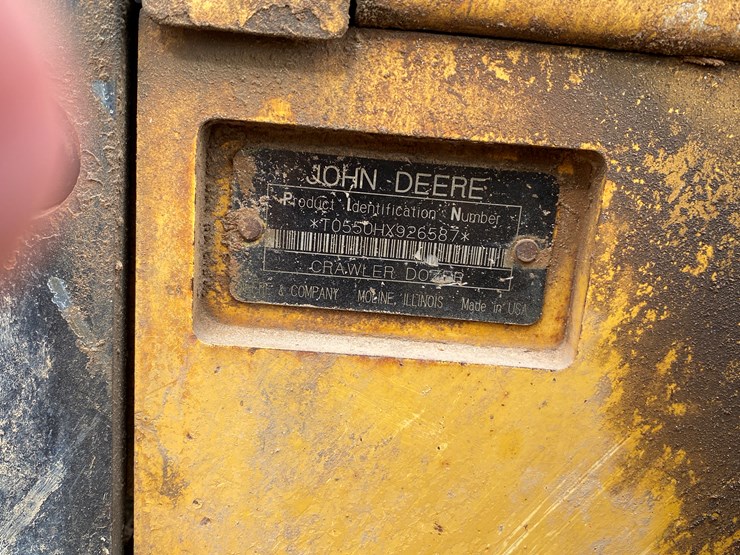 JOHN DEERE
Product Identification Number
*T0550HX926587*
CRAWLER DOZER
DEERE & COMPANY MOLINE, ILLINOIS Made in USA